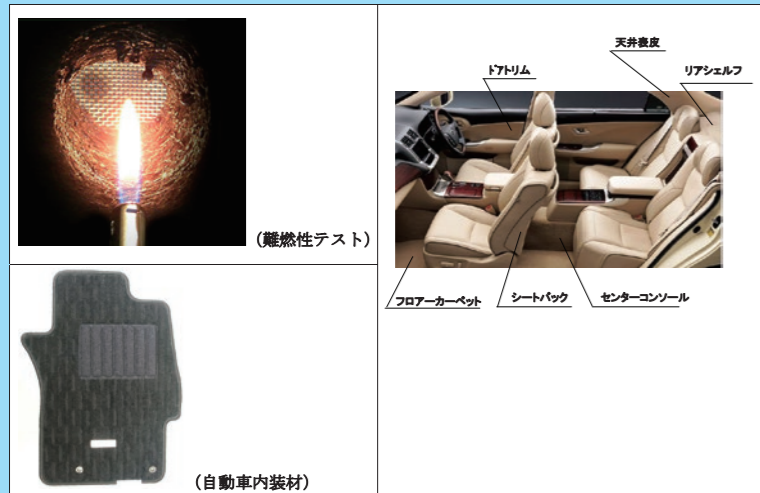 (難燃性テスト)
(自動車内装材)
天井表皮
ドアトリム
リアシェルフ
フロアーカーペット
シートバック
センターコンソール